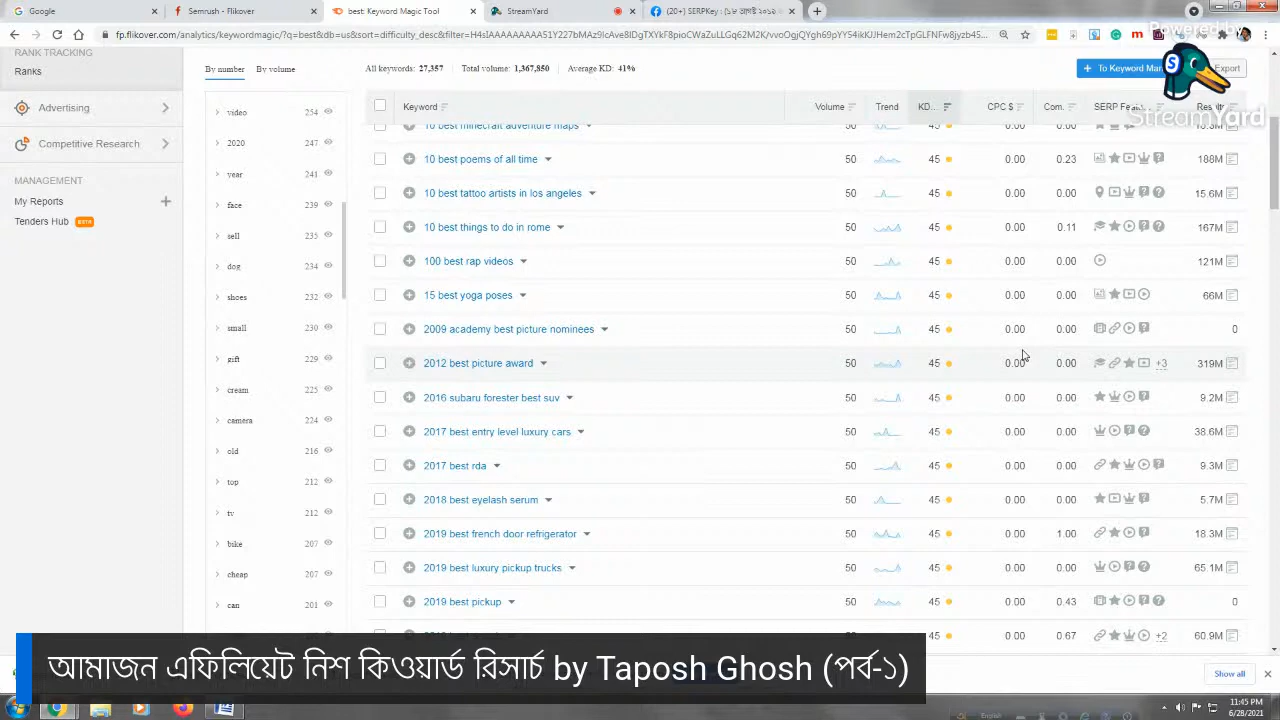 Google
Semrush - Flikover
best: Keyword Magic Tool
StreamYard
(20+) SERPKey
fp.flikover.com/analytics/keywordmagic/?q=best&db=us&sort=difficulty_desc&filter=
Powered by
StreamYard
RANK TRACKING
Ranks
Advertising
Competitive Research
MANAGEMENT
My Reports
Tenders Hub BETA
By number By volume
All keywords: 27,357 Total volume: 1,367,850 Average KD: 41%
+ To Keyword Man Export
video 254
2020 247
year 241
face 239
sell 235
dog 234
shoes 232
small 230
gift 229
cream 225
camera 224
old 216
top 212
tv 212
bike 207
cheap 207
can 201
Keyword Volume Trend KD... CPC $ Com. SERP Fea Results
10 best minecraft adventure maps 50 45 0.00 0.00
10 best poems of all time 50 45 0.00 0.23 188M
10 best tattoo artists in los angeles 50 45 0.00 0.00 15.6M
10 best things to do in rome 50 45 0.00 0.11 167M
100 best rap videos 50 45 0.00 0.00 121M
15 best yoga poses 50 45 0.00 0.00 66M
2009 academy best picture nominees 50 45 0.00 0.00 0
2012 best picture award 50 45 0.00 0.00 +3 319M
2016 subaru forester best suv 50 45 0.00 0.00 9.2M
2017 best entry level luxury cars 50 45 0.00 0.00 38.6M
2017 best rda 50 45 0.00 0.00 9.3M
2018 best eyelash serum 50 45 0.00 0.00 5.7M
2019 best french door refrigerator 50 45 0.00 1.00 18.3M
2019 best luxury pickup trucks 50 45 0.00 0.00 65.1M
2019 best pickup 50 45 0.00 0.43 0
0.67 +2 60.9M
আমাজন এফিলিয়েট নিশ কিওয়ার্ড রিসার্চ by Taposh Ghosh (পর্ব-১)
Show all
English
11:45 PM
6/28/2021